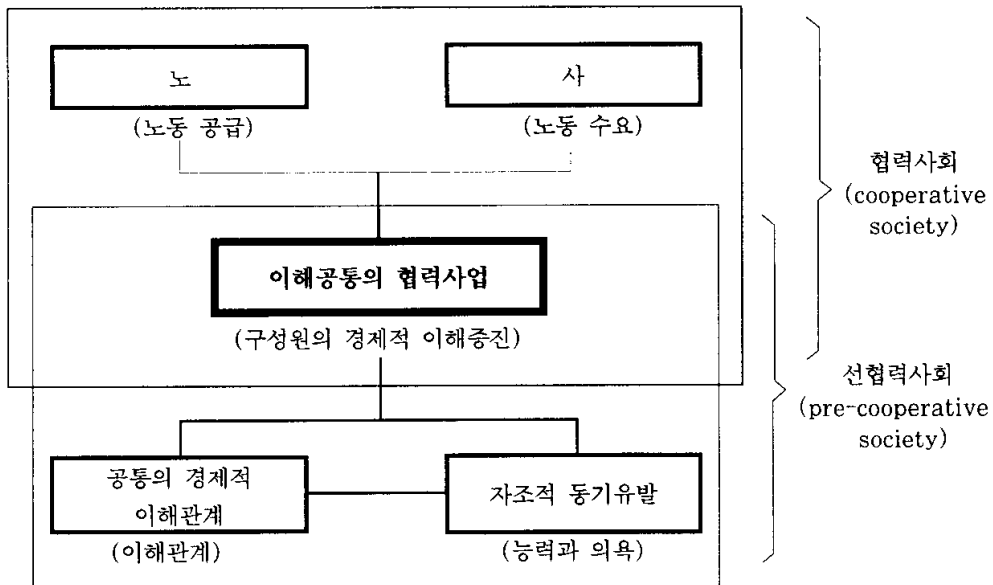 노
사
(노동 공급)
(노동 수요)
협력사회
(cooperative
society)
이해공통의 협력사업
(구성원의 경제적 이해증진)
선협력사회
(pre-cooperative
society)
공통의 경제적
이해관계
자조적 동기유발
(이해관계)
(능력과 의욕)